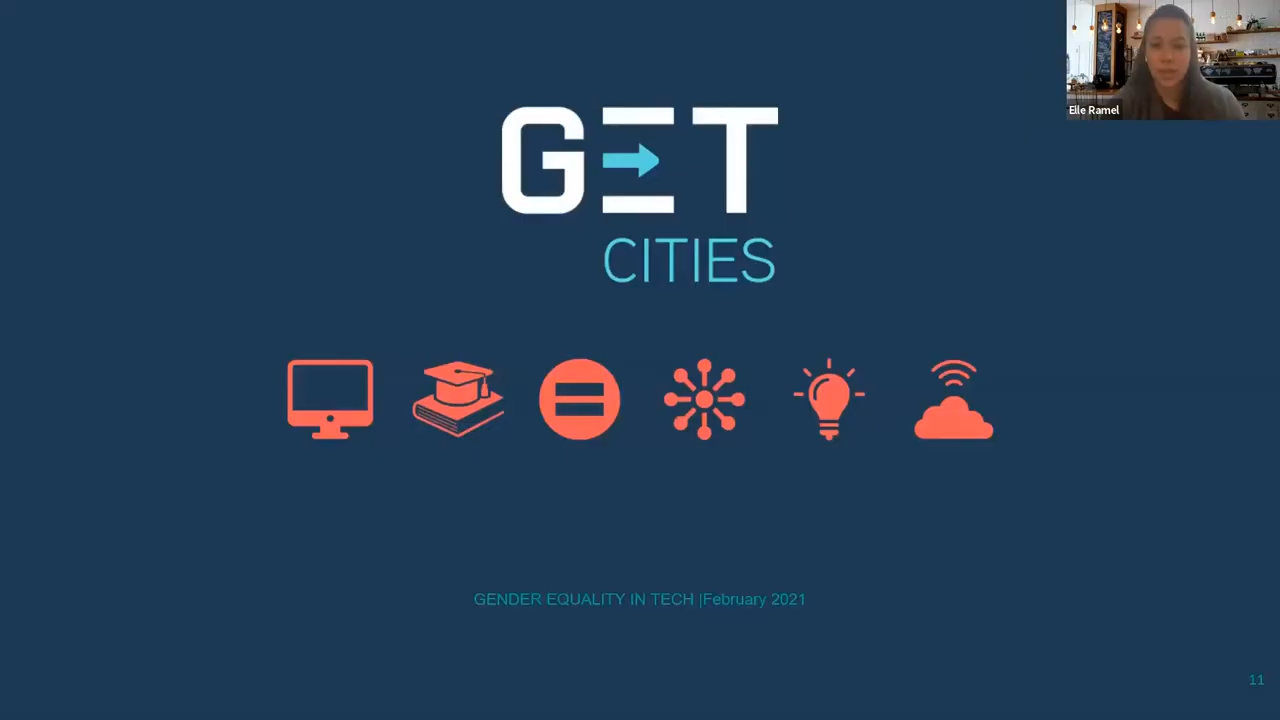 Elle Ramel
GET
CITIES
GENDER EQUALITY IN TECH |February 2021
11